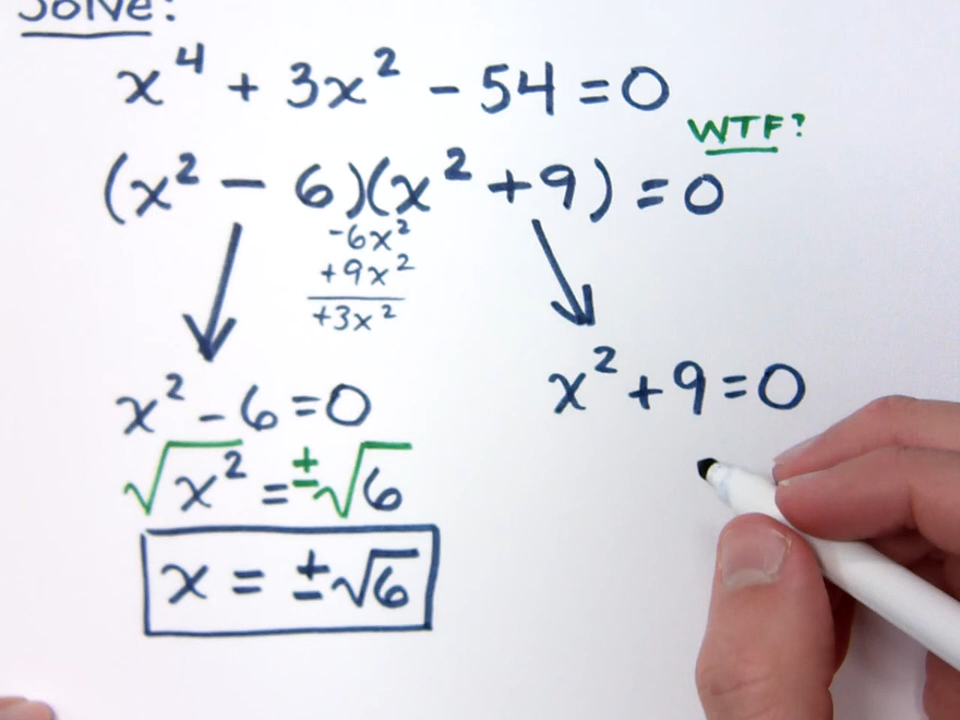 Solve:
x⁴ + 3x² - 54 = 0
WTF?
(x² - 6)(x² + 9) = 0
-6x²
+9x²
+3x²
x² - 6 = 0
√x² = ±√6
x = ±√6
x² + 9 = 0